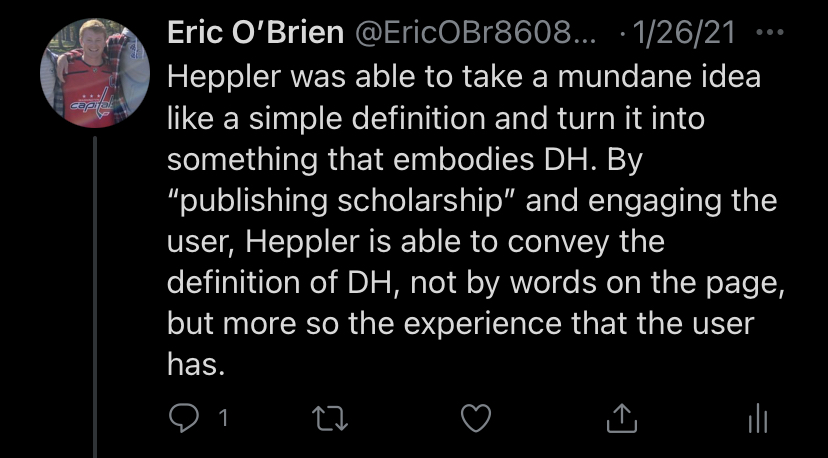 Eric O’Brien @EricOBr8608... · 1/26/21
Heppler was able to take a mundane idea
like a simple definition and turn it into
something that embodies DH. By
“publishing scholarship” and engaging the
user, Heppler is able to convey the
definition of DH, not by words on the page,
but more so the experience that the user
has.
1